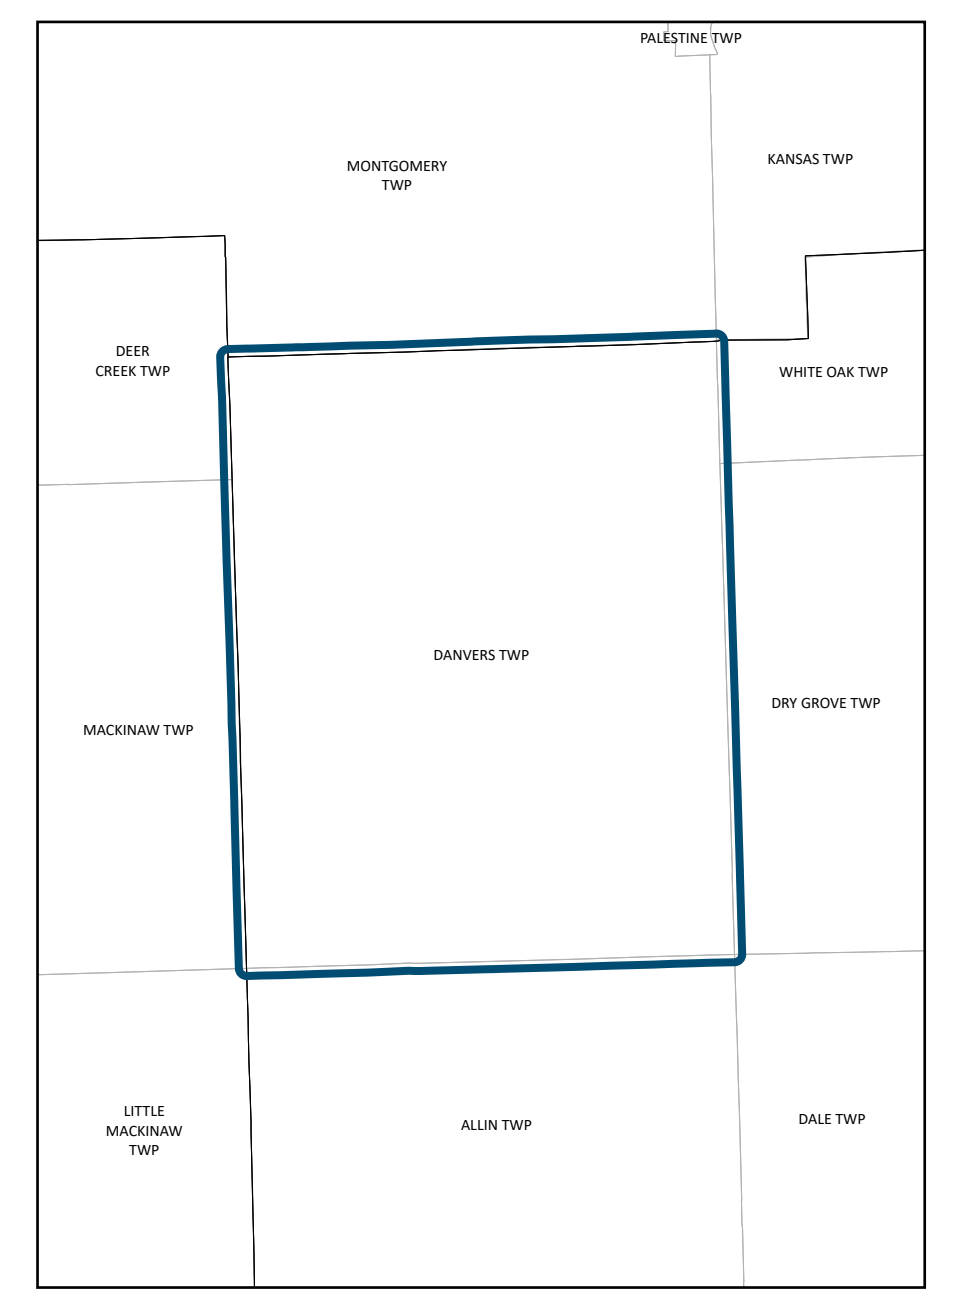 PALESTINE TWP
MONTGOMERY
TWP
KANSAS TWP
DEER
CREEK TWP
WHITE OAK TWP
DANVERS TWP
MACKINAW TWP
DRY GROVE TWP
LITTLE
MACKINAW
TWP
ALLIN TWP
DALE TWP